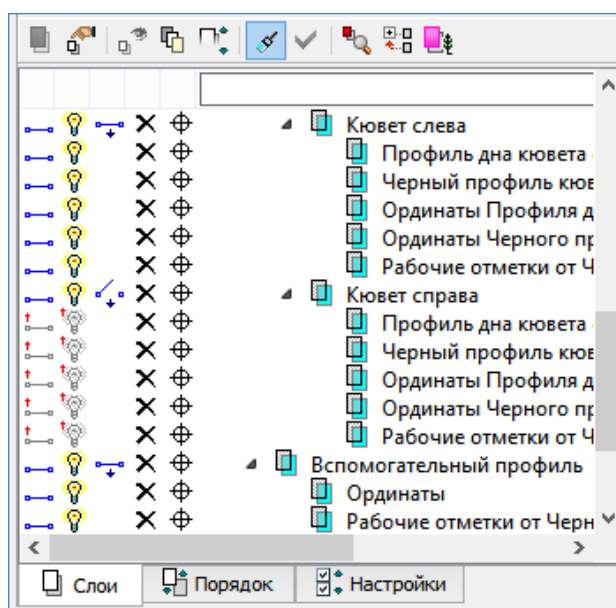 Кювет слева
Профиль дна кювета
Черный профиль кюв
Ординаты Профиля д
Ординаты Черного пр
Рабочие отметки от Ч
Кювет справа
Профиль дна кювета
Черный профиль кюв
Ординаты Профиля д
Ординаты Черного пр
Рабочие отметки от Ч
Вспомогательный профиль
Ординаты
Рабочие отметки от Черн
Слои
Порядок
Настройки